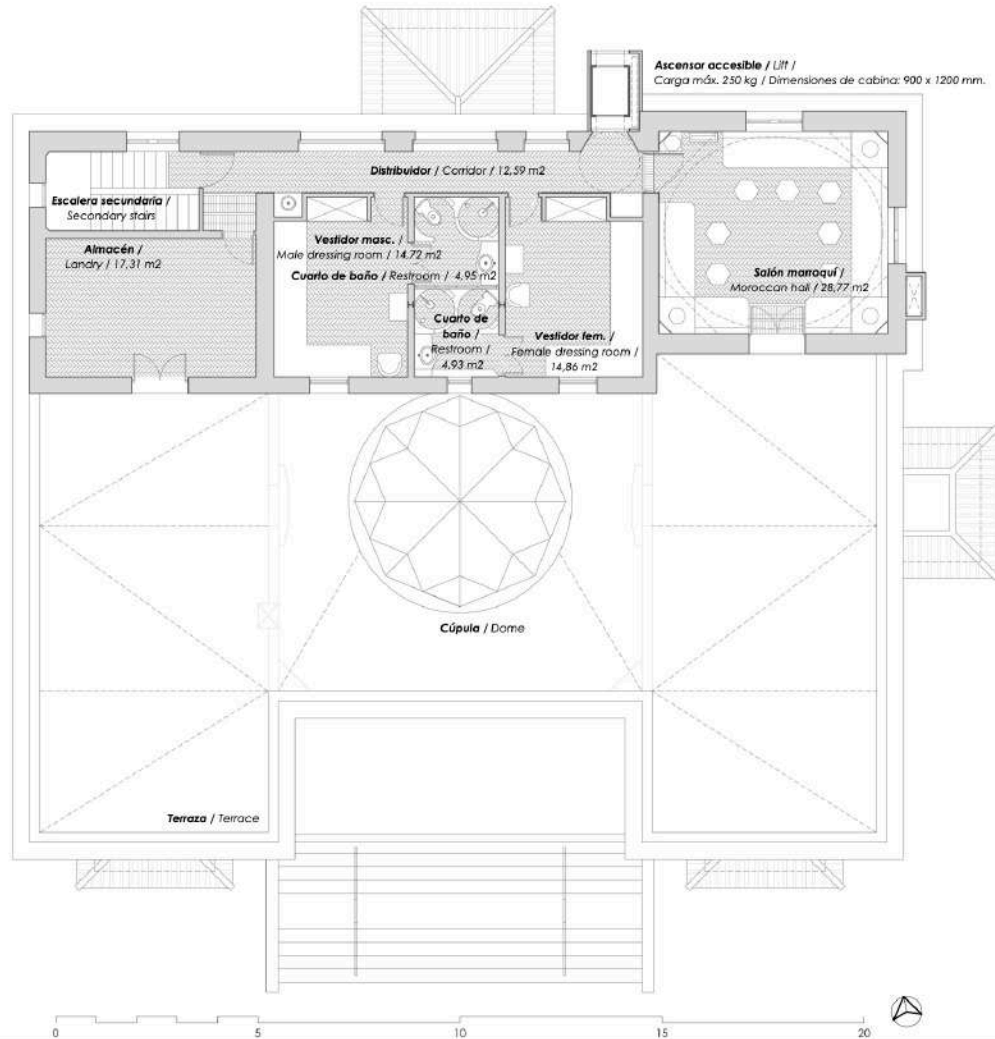 Ascensor accesible / Lift /
Carga máx. 250 kg / Dimensiones de cabina: 900 x 1200 mm.
Distribuidor / Corridor / 12,59 m2
Escalera secundaria /
Secondary stairs
Almacén /
Landry / 17,31 m2
Vestidor masc. /
Male dressing room / 14,72 m2
Cuarto de baño / Restroom / 4,95 m2
Cuarto de
baño /
Restroom /
4,93 m2
Vestidor fem. /
Female dressing room /
14,86 m2
Salón marroquí /
Moroccan hall / 28,77 m2
Cúpula / Dome
Terraza / Terrace
0 5 10 15 20